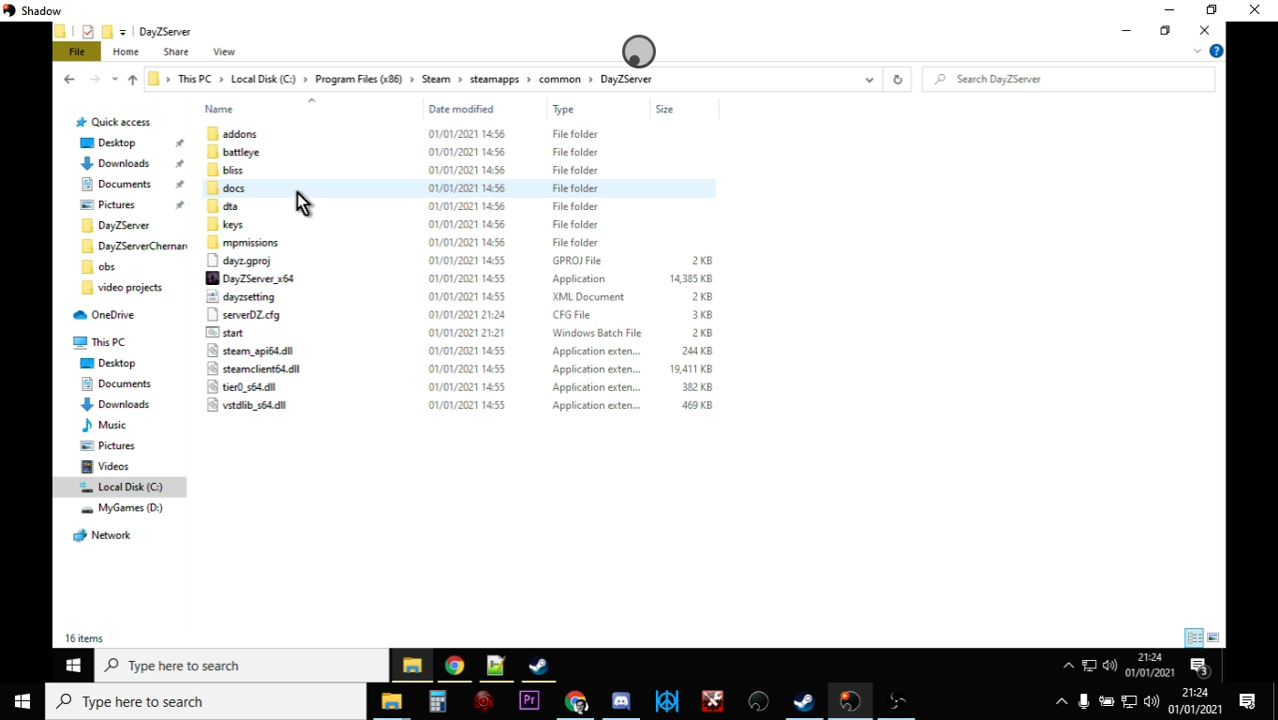 Shadow
DayZServer
File Home Share View
This PC Local Disk (C:) Program Files (x86) Steam steamapps common DayZServer
Search DayZServer
Name Date modified Type Size
Quick access
Desktop
Downloads
Documents
Pictures
DayZServer
DayZServerChernar
obs
video projects
OneDrive
This PC
Desktop
Documents
Downloads
Music
Pictures
Videos
Local Disk (C:)
MyGames (D:)
Network
addons 01/01/2021 14:56 File folder
battleye 01/01/2021 14:56 File folder
bliss 01/01/2021 14:56 File folder
docs 01/01/2021 14:56 File folder
dta 01/01/2021 14:56 File folder
keys 01/01/2021 14:56 File folder
mpmissions 01/01/2021 14:56 File folder
dayz.gproj 01/01/2021 14:55 GPROJ File 2 KB
DayZServer_x64 01/01/2021 14:55 Application 14,385 KB
dayzsetting 01/01/2021 14:55 XML Document 2 KB
serverDZ.cfg 01/01/2021 21:24 CFG File 3 KB
start 01/01/2021 21:21 Windows Batch File 2 KB
steam_api64.dll 01/01/2021 14:55 Application exten... 244 KB
steamclient64.dll 01/01/2021 14:55 Application exten... 19,411 KB
tier0_s64.dll 01/01/2021 14:55 Application exten... 382 KB
vstdlib_s64.dll 01/01/2021 14:55 Application exten... 469 KB
16 items
Type here to search
21:24
01/01/2021
3
Type here to search
Pr
21:24
01/01/2021